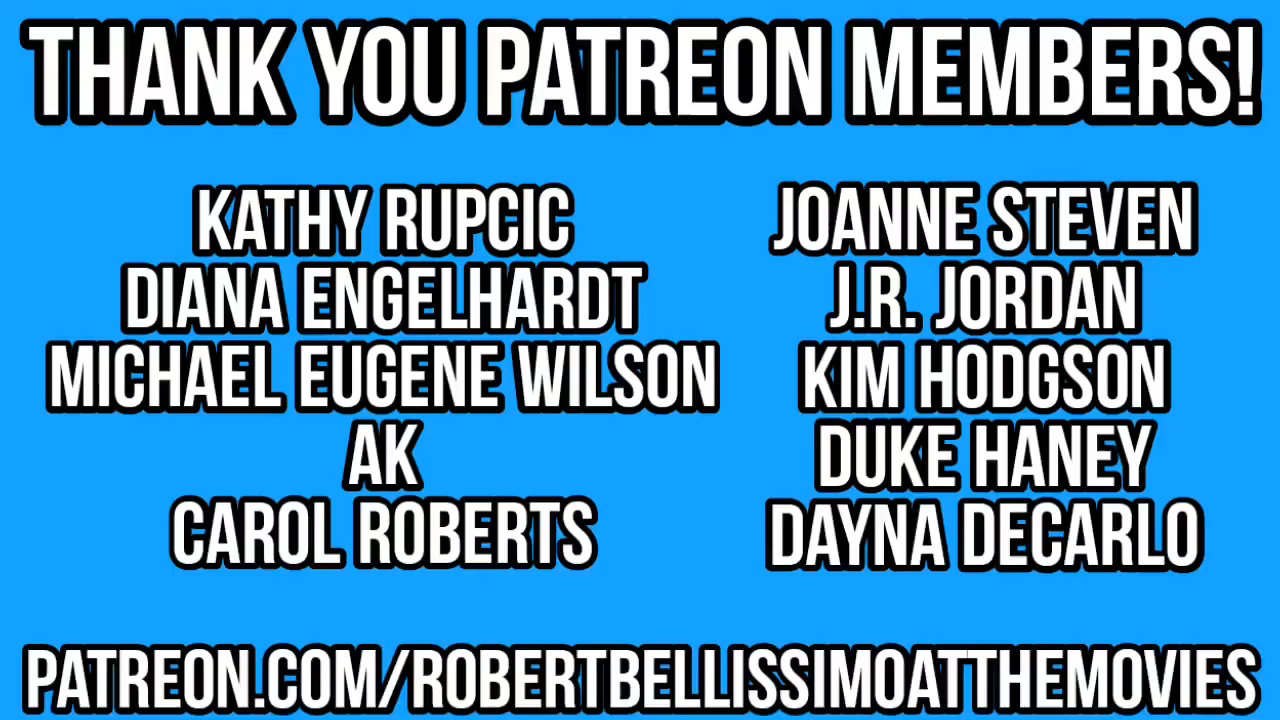 THANK YOU PATREON MEMBERS!
KATHY RUPCIC
DIANA ENGELHARDT
MICHAEL EUGENE WILSON
AK
CAROL ROBERTS
JOANNE STEVEN
J.R. JORDAN
KIM HODGSON
DUKE HANEY
DAYNA DECARLO
PATREON.COM/ROBERTBELLISSIMOATTHEMOVIES